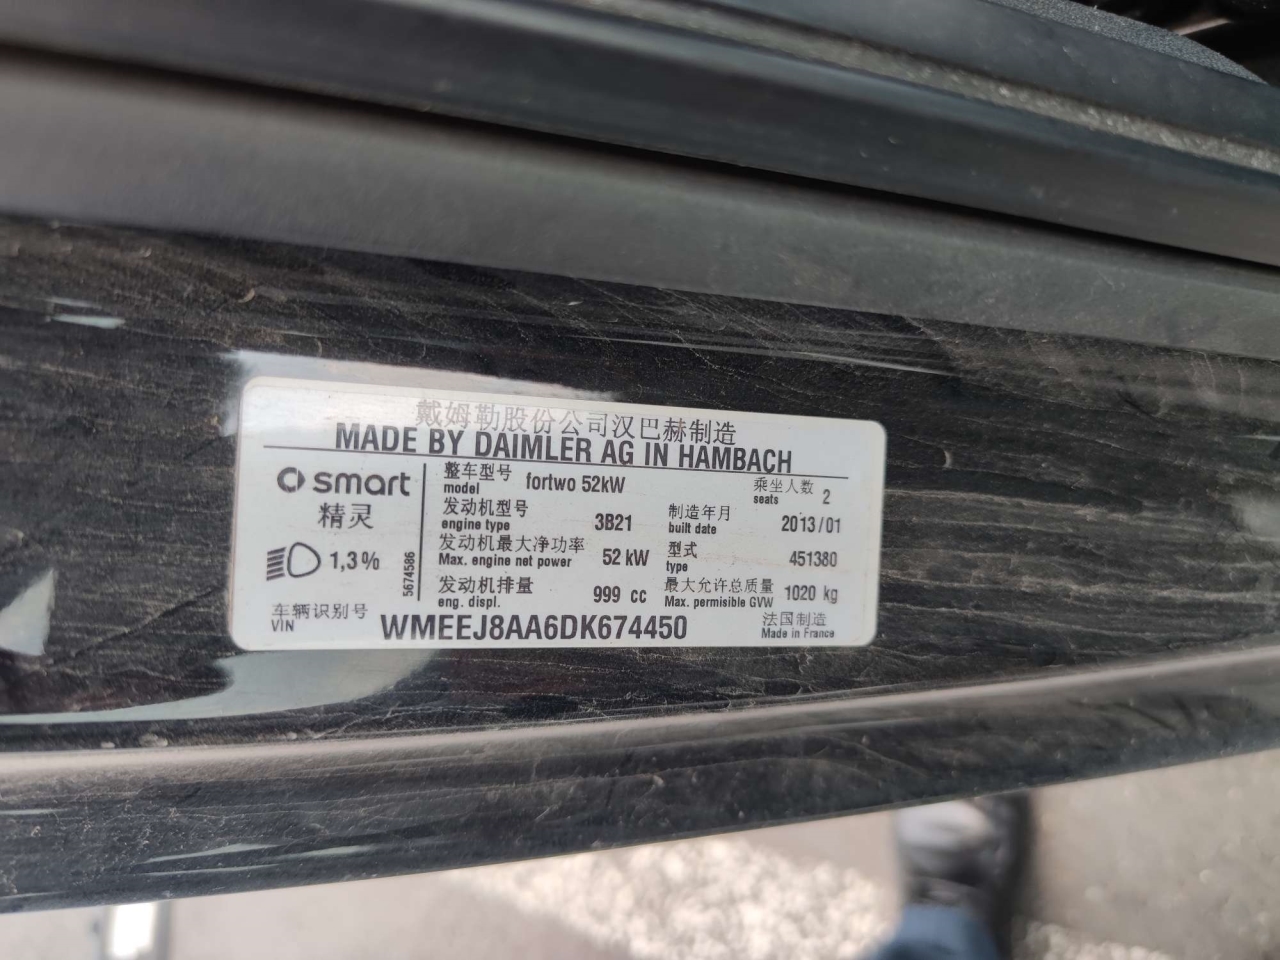 戴姆勒股份公司汉巴赫制造
MADE BY DAIMLER AG IN HAMBACH
smart
精灵
1,3%
5674586
整车型号 model fortwo 52kW 乘坐人数 seats 2
发动机型号 engine type 3B21 制造年月 built date 2013/01
发动机最大净功率 Max. engine net power 52 kW 型式 type 451380
发动机排量 eng. displ. 999 cc 最大允许总质量 Max. permisible GVW 1020 kg
车辆识别号 VIN WMEEJ8AA6DK674450 法国制造 Made in France